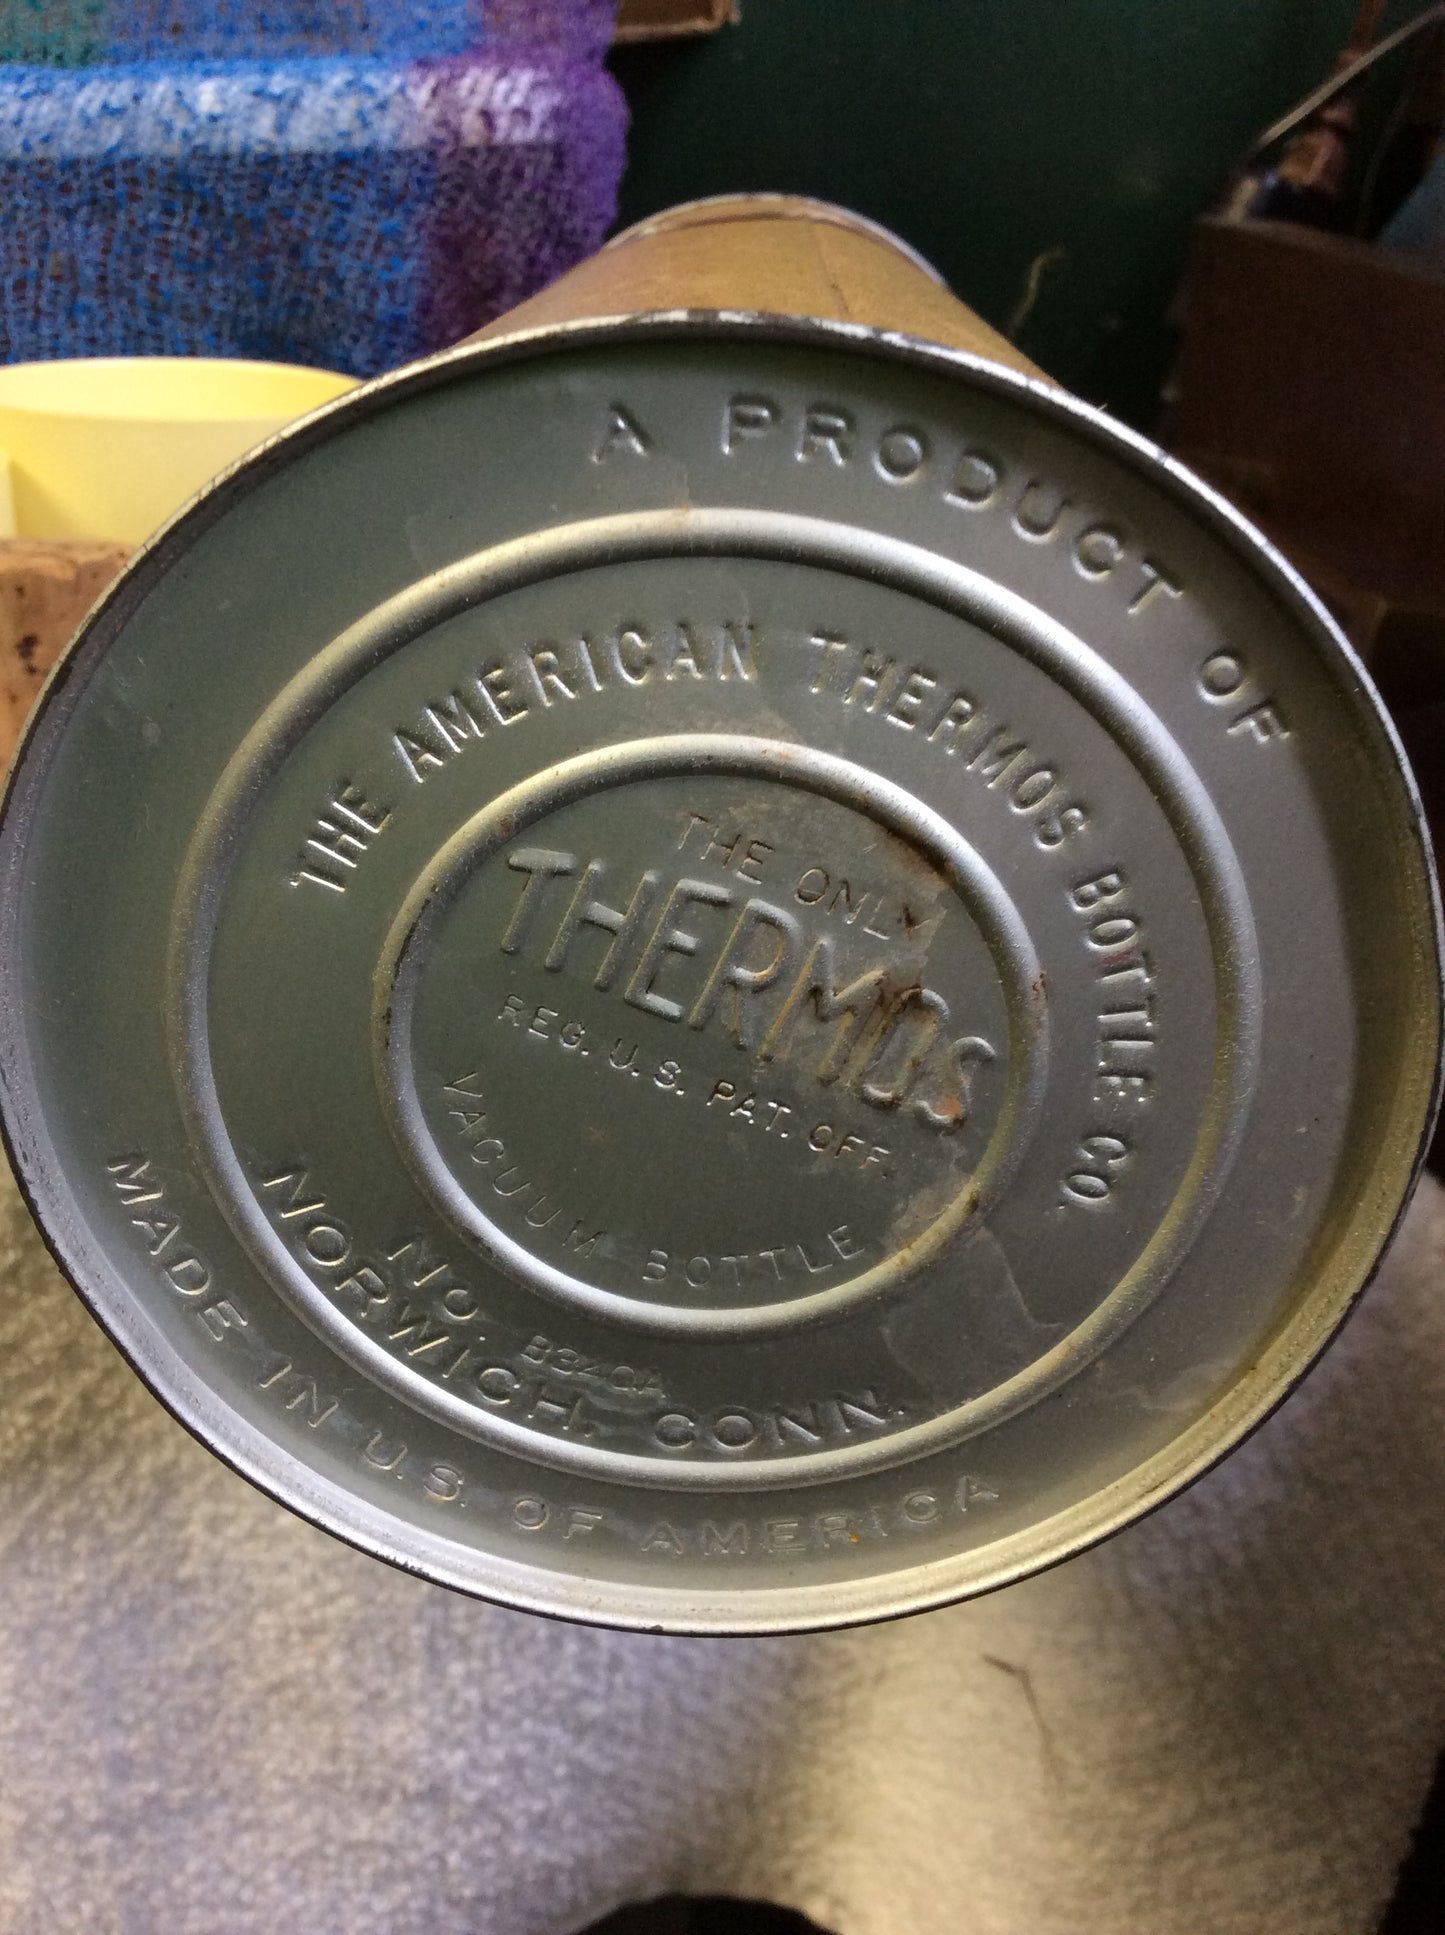 A PRODUCT OF
THE AMERICAN THERMOS BOTTLE CO.
THE ONLY
THERMOS
REG. U.S. PAT. OFF.
VACUUM BOTTLE
NO. B340A
NORWICH, CONN.
MADE IN U.S. OF AMERICA